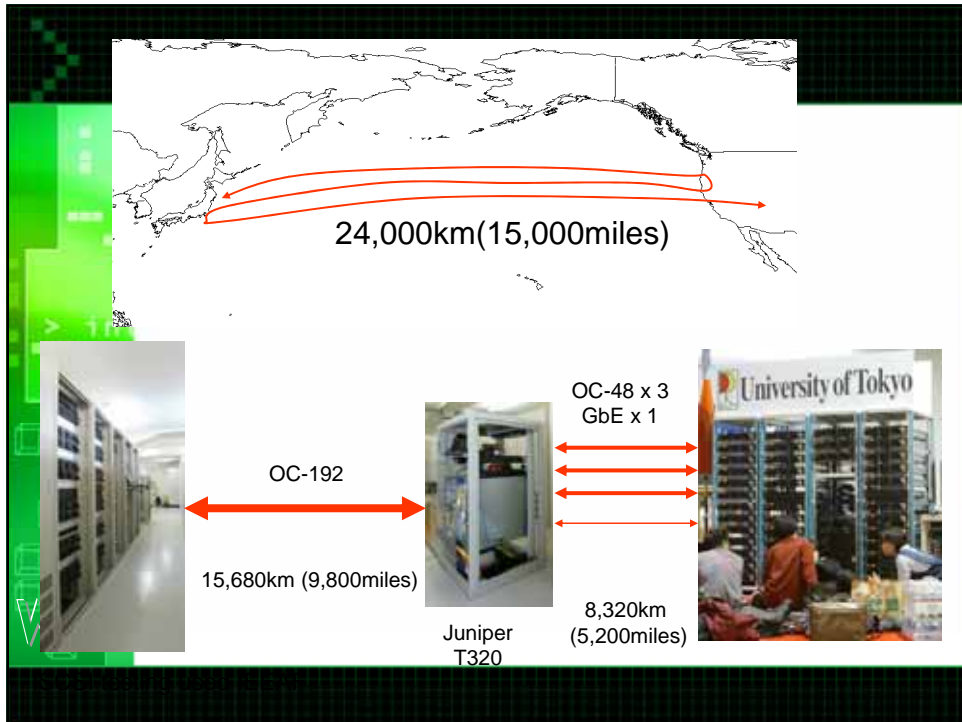 24,000km(15,000miles)
> in
University of Tokyo
OC-48 x 3
GbE x 1
OC-192
15,680km (9,800miles)
8,320km
(5,200miles)
Juniper
T320